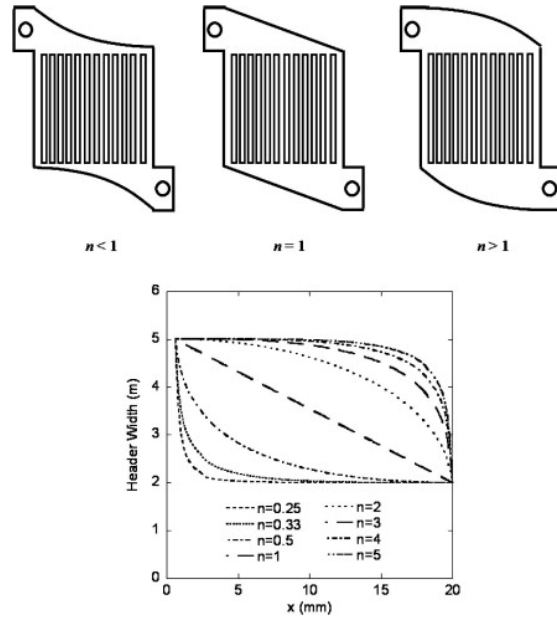 n < 1
n = 1
n > 1
6
5
4
3
2
1
0
Header Width (m)
n=0.25
n=0.33
n=0.5
n=1
n=2
n=3
n=4
n=5
0
5
10
15
20
x (mm)